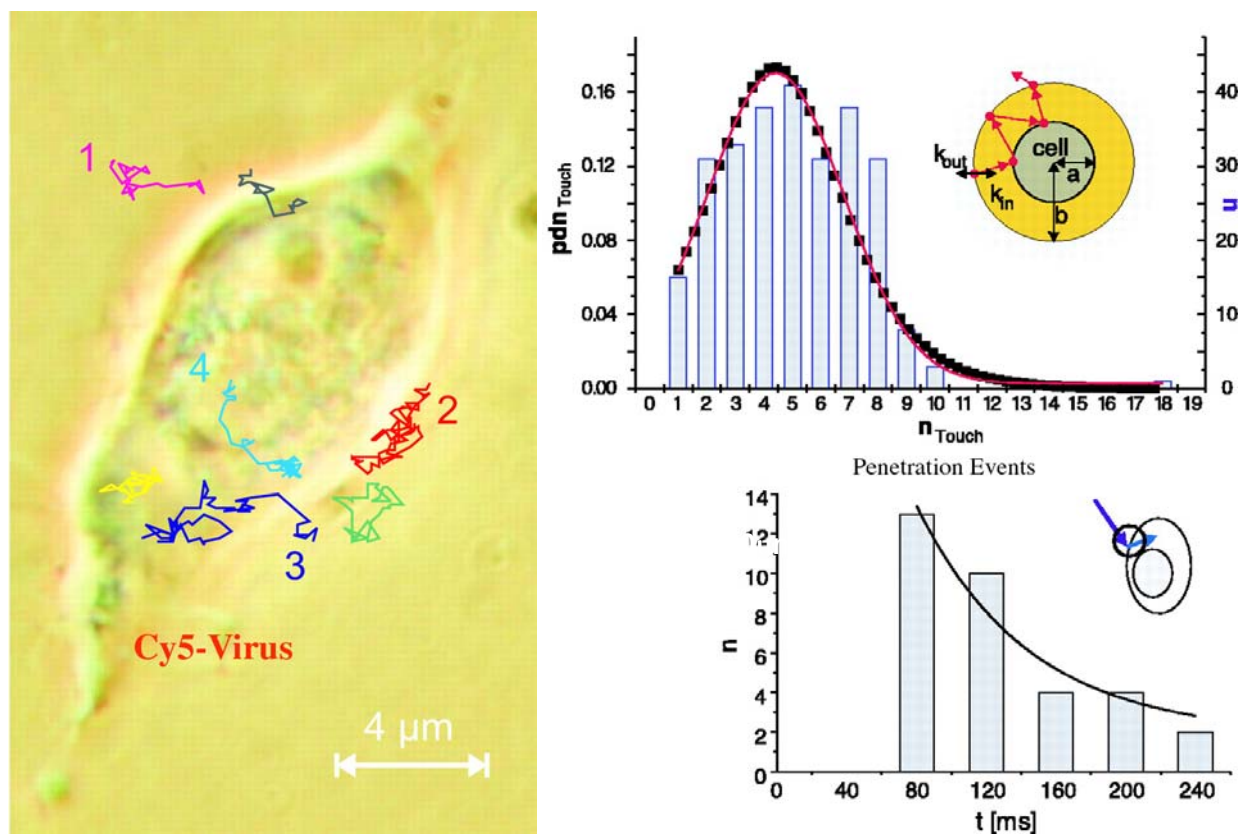 1
4
2
3
Cy5-Virus
4 µm
0.16
0.12
0.08
0.04
0.00
pdn Touch
40
30
20
10
0
n
cell
a
b
k out
k in
0 1 2 3 4 5 6 7 8 9 10 11 12 13 14 15 16 17 18 19
n Touch
Penetration Events
14
12
10
8
6
4
2
0
n
0 40 80 120 160 200 240
t [ms]